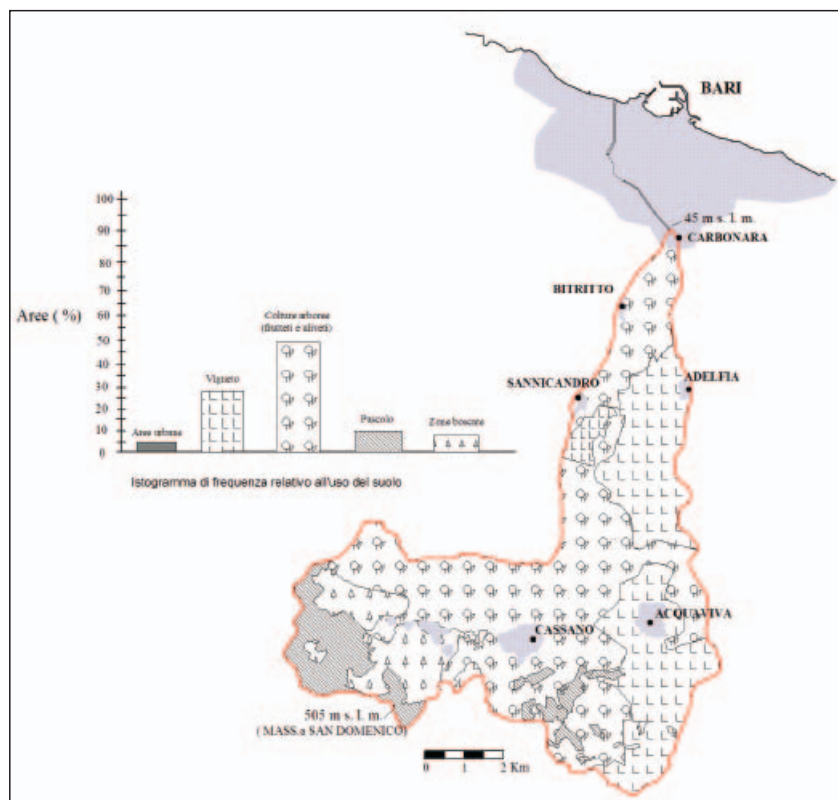 BARI
45 m s. l. m.
CARBONARA
BITRITTO
SANNICANDRO
ADELFIA
ACQUAVIVA
CASSANO
505 m s. l. m.
( MASS.a SAN DOMENICO)
0 1 2 Km
Aree ( %)
100
90
80
70
60
50
40
30
20
10
0
Aree urbane
Vigneto
Colture arboree
(frutteti e uliveti)
Pascolo
Zone boscate
Istogramma di frequenza relativo all'uso del suolo